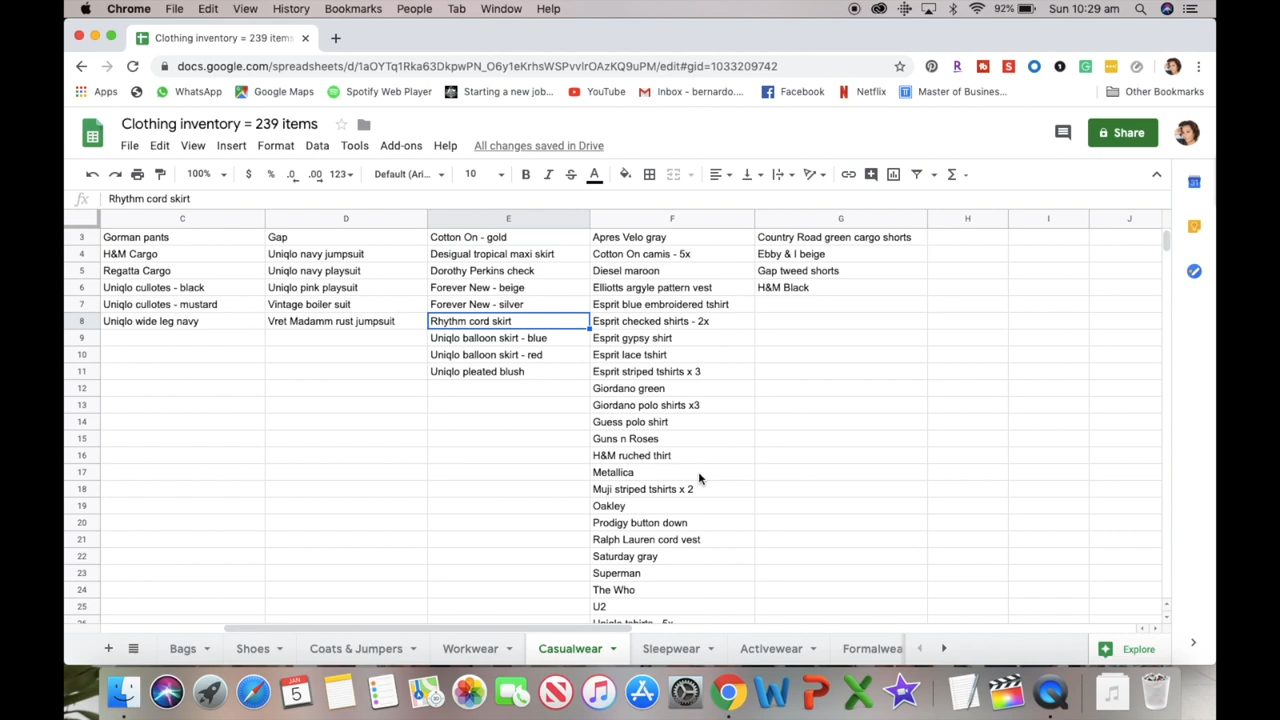 Chrome File Edit View History Bookmarks People Tab Window Help 92% Sun 10:29 am
Clothing inventory = 239 items
docs.google.com/spreadsheets/d/1aOYTq1Rka63DkpwPN_O6y1eKrhsWSPvvlrOAzKQ9uPM/edit#gid=1033209742
Apps WhatsApp Google Maps Spotify Web Player Starting a new job... YouTube Inbox - bernardo.... Facebook Netflix Master of Busines... Other Bookmarks
Clothing inventory = 239 items
Share
File Edit View Insert Format Data Tools Add-ons Help All changes saved in Drive
100% $ % .0 .00 123 Default (Ari... 10 B I S A
fx Rhythm cord skirt
C D E F G H I J
3 Gorman pants Gap Cotton On - gold Apres Velo gray Country Road green cargo shorts
4 H&M Cargo Uniqlo navy jumpsuit Desigual tropical maxi skirt Cotton On camis - 5x Ebby & I beige
5 Regatta Cargo Uniqlo navy playsuit Dorothy Perkins check Diesel maroon Gap tweed shorts
6 Uniqlo cullotes - black Uniqlo pink playsuit Forever New - beige Elliotts argyle pattern vest H&M Black
7 Uniqlo cullotes - mustard Vintage boiler suit Forever New - silver Esprit blue embroidered tshirt
8 Uniqlo wide leg navy Vret Madamm rust jumpsuit Rhythm cord skirt Esprit checked shirts - 2x
9 Uniqlo balloon skirt - blue Esprit gypsy shirt
10 Uniqlo balloon skirt - red Esprit lace tshirt
11 Uniqlo pleated blush Esprit striped tshirts x 3
12 Giordano green
13 Giordano polo shirts x3
14 Guess polo shirt
15 Guns n Roses
16 H&M ruched thirt
17 Metallica
18 Muji striped tshirts x 2
19 Oakley
20 Prodigy button down
21 Ralph Lauren cord vest
22 Saturday gray
23 Superman
24 The Who
25 U2
26 Uniqlo tshirts - 5x
Bags Shoes Coats & Jumpers Workwear Casualwear Sleepwear Activewear Formalwea Explore
JAN 5